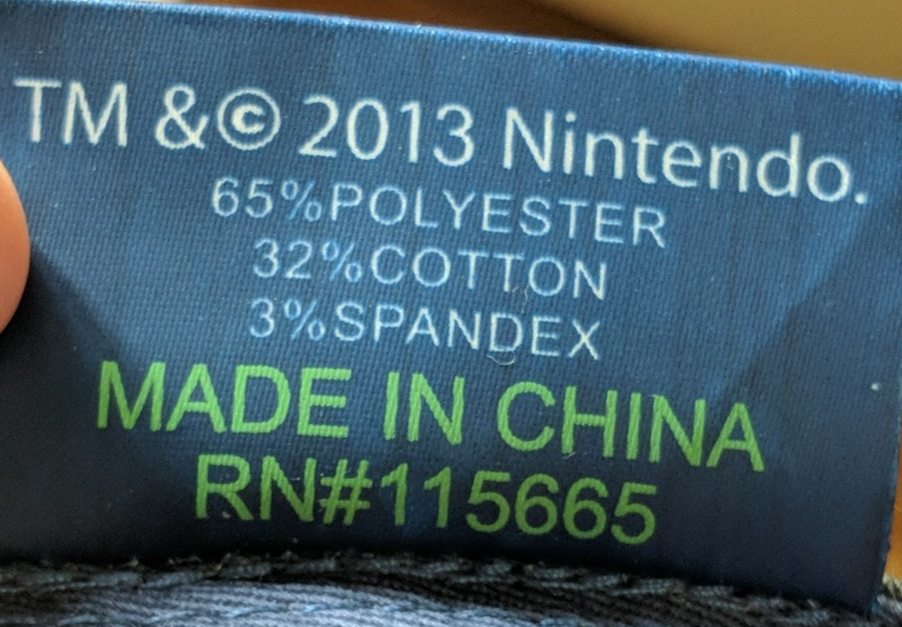 TM &© 2013 Nintendo.
65%POLYESTER
32%COTTON
3%SPANDEX
MADE IN CHINA
RN#115665